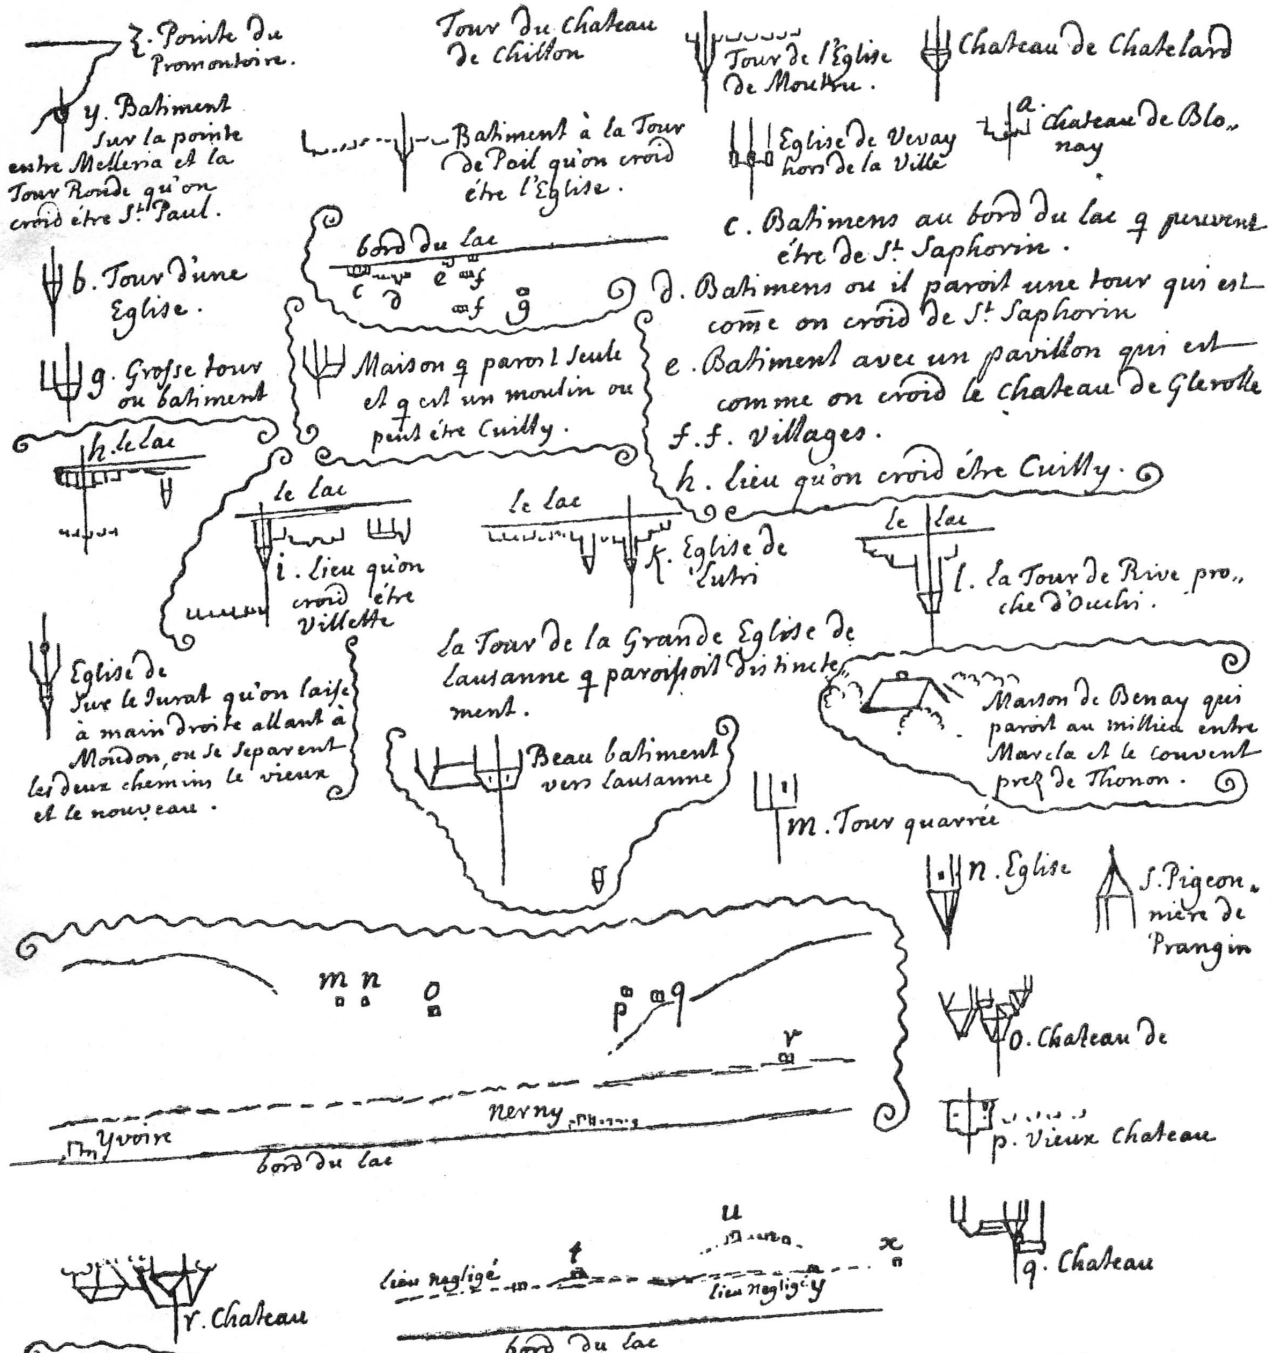 z. Pointe du
Promontoire.
y. Batiment
sur la pointe
entre Melleria et la
Tour Ronde qu'on
croid étre St. Paul.
Tour du Chateau
de Chillon
Tour de l'Eglise
de Moutru.
Chateau de Chatelard
Batiment à la Tour
de Pail qu'on croid
étre l'Eglise.
Eglise de Vevay
hors de la Ville
a. Chateau de Blo„
nay
b. Tour d'une
Eglise.
g. Grosse tour
ou batiment
bord du Lac
c
d
e
f
f
g
c. Batimens au bord du lac q peuvent
étre de St. Saphorin.
d. Batimens ou il paroit une tour qui est
com̄e on croid de St. Saphorin
e. Batiment avec un pavillon qui est
comme on croid le chateau de Glerolle
f. f. Villages.
h. Lieu qu'on croid étre Cuilly.
Maison q paroit seule
et q est un moulin ou
peut étre Cuilly.
h. le Lac
le Lac
i. Lieu qu'on
croid étre
Villette
le Lac
k. Eglise de
Lutri
le Lac
l. La Tour de Rive pro„
che d'Ouchi.
Eglise de
sur le Jurat qu'on laisse
à main droite allant à
Moudon, ou se separent
les deux chemins le vieux
et le nouveau.
La Tour de la Grande Eglise de
Lausanne q paroissoit distincte„
ment.
Maison de Benay qui
paroit au millieu entre
Marcla et le couvent
prez de Thonon.
Beau batiment
vers Lausanne
m. Tour quarrée
n. Eglise
s. Pigeon„
niere de
Prangin
m n
o
p
q
r
Nerny
Yvoire
bord du Lac
o. Chateau de
p. Vieux Chateau
q. Chateau
r. Chateau
Lieu negligé
t
u
x
Lieu negligé
y
bord du Lac